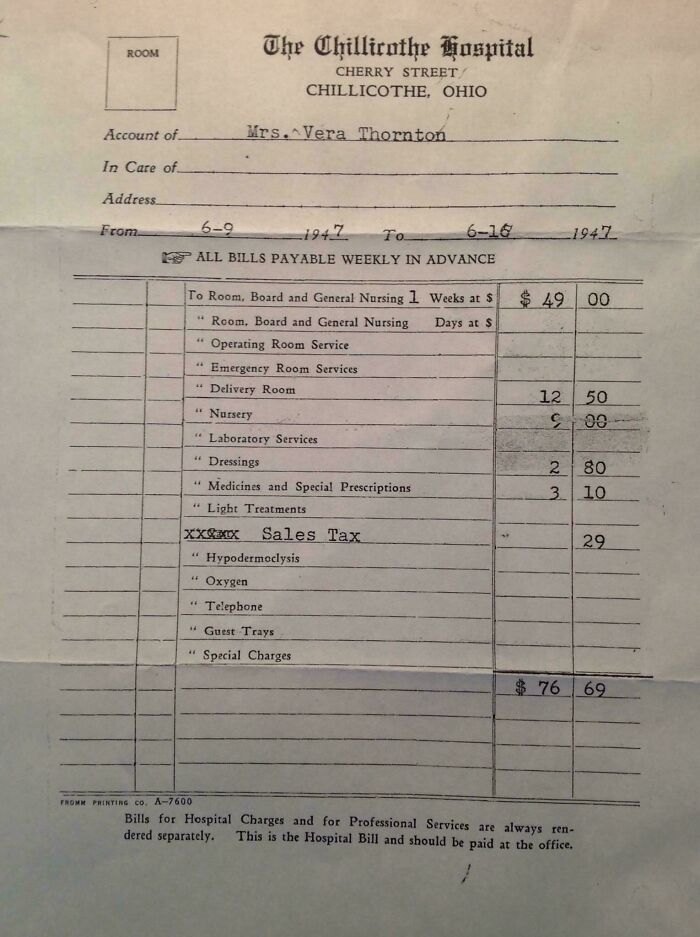 ROOM
The Chillicothe Hospital
CHERRY STREET
CHILLICOTHE, OHIO
Account of Mrs. Vera Thornton
In Care of
Address
From 6-9 1947 To 6-16 1947
☞ ALL BILLS PAYABLE WEEKLY IN ADVANCE
To Room, Board and General Nursing 1 Weeks at $ $ 49 00
" Room, Board and General Nursing Days at $
" Operating Room Service
" Emergency Room Services
" Delivery Room 12 50
" Nursery 9 00
" Laboratory Services
" Dressings 2 80
" Medicines and Special Prescriptions 3 10
" Light Treatments
Sales Tax 29
" Hypodermoclysis
" Oxygen
" Telephone
" Guest Trays
" Special Charges
$ 76 69
FROMM PRINTING CO. A-7600
Bills for Hospital Charges and for Professional Services are always ren-
dered separately. This is the Hospital Bill and should be paid at the office.